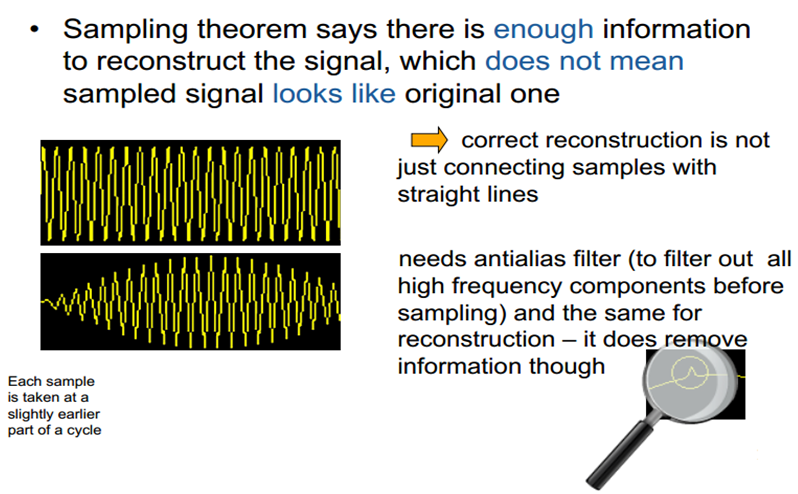 • Sampling theorem says there is enough information
to reconstruct the signal, which does not mean
sampled signal looks like original one
correct reconstruction is not
just connecting samples with
straight lines
needs antialias filter (to filter out all
high frequency components before
sampling) and the same for
reconstruction – it does remove
information though
Each sample
is taken at a
slightly earlier
part of a cycle